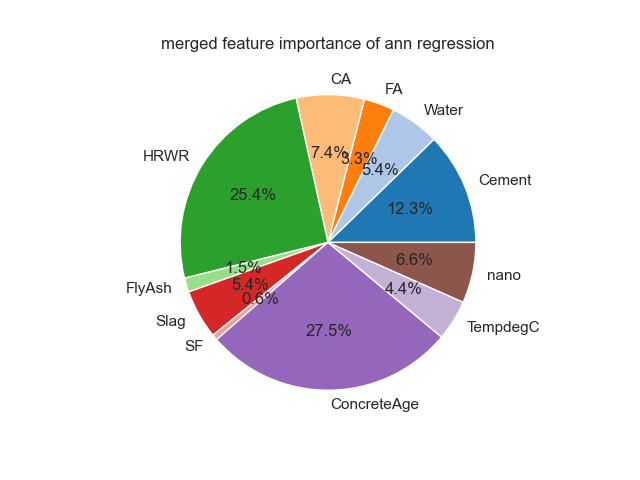 merged feature importance of ann regression
CA
FA
Water
HRWR
Cement
7.4%
3.3%
5.4%
25.4%
12.3%
1.5%
6.6%
nano
FlyAsh
5.4%
4.4%
0.6%
Slag
TempdegC
27.5%
SF
ConcreteAge